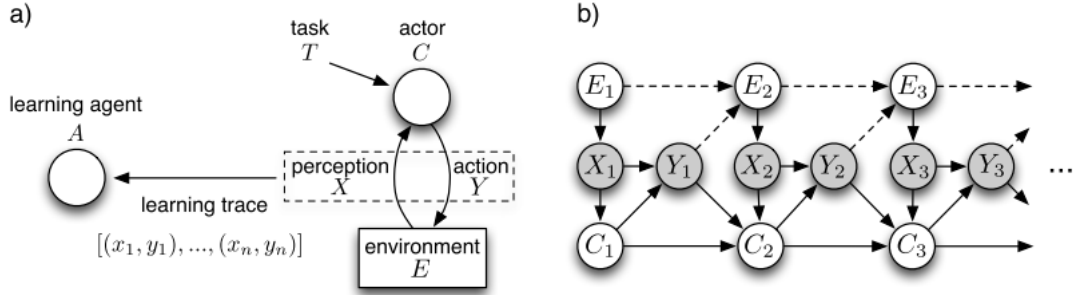 a)
task
T
actor
C
learning agent
A
perception
X
action
Y
learning trace
[(x₁, y₁), ..., (xₙ, yₙ)]
environment
E
b)
E₁ E₂ E₃
X₁ Y₁ X₂ Y₂ X₃ Y₃ ...
C₁ C₂ C₃